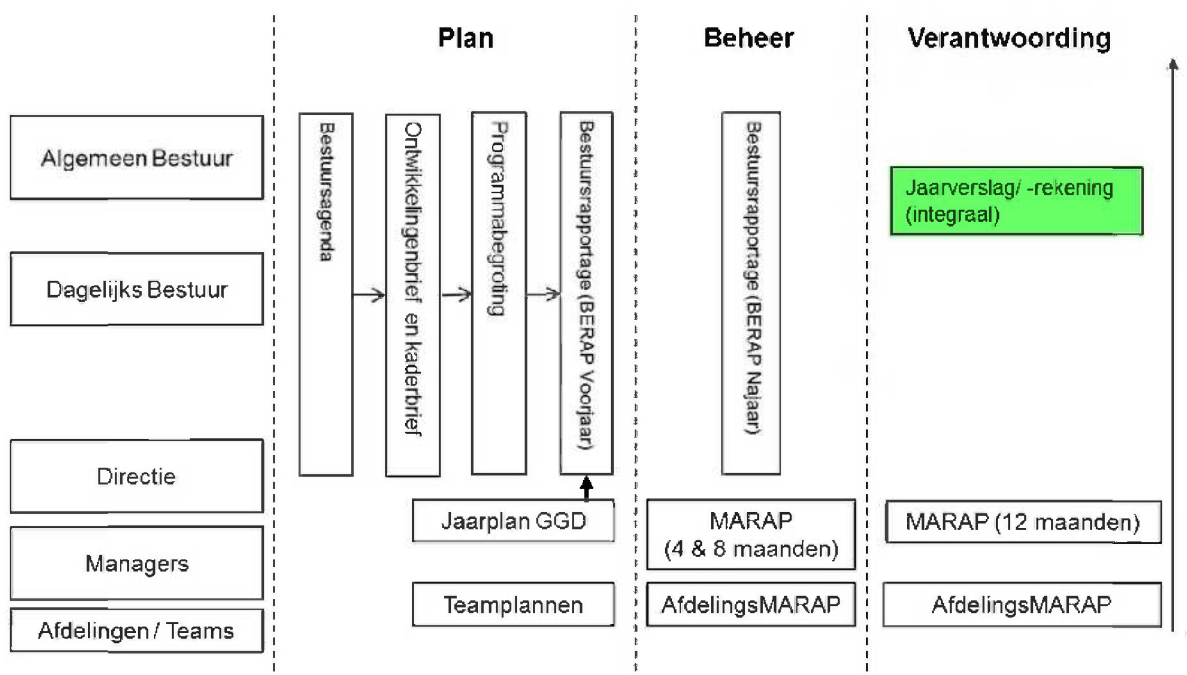 Plan
Beheer
Verantwoording
Algemeen Bestuur
Dagelijks Bestuur
Directie
Managers
Afdelingen / Teams
Bestuursagenda
Ontwikkelingenbrief en kaderbrief
Programmabegroting
Bestuursrapportage (BERAP Voorjaar)
Jaarplan GGD
Teamplannen
Bestuursrapportage (BERAP Najaar)
MARAP
(4 & 8 maanden)
AfdelingsMARAP
Jaarverslag/ -rekening
(integraal)
MARAP (12 maanden)
AfdelingsMARAP